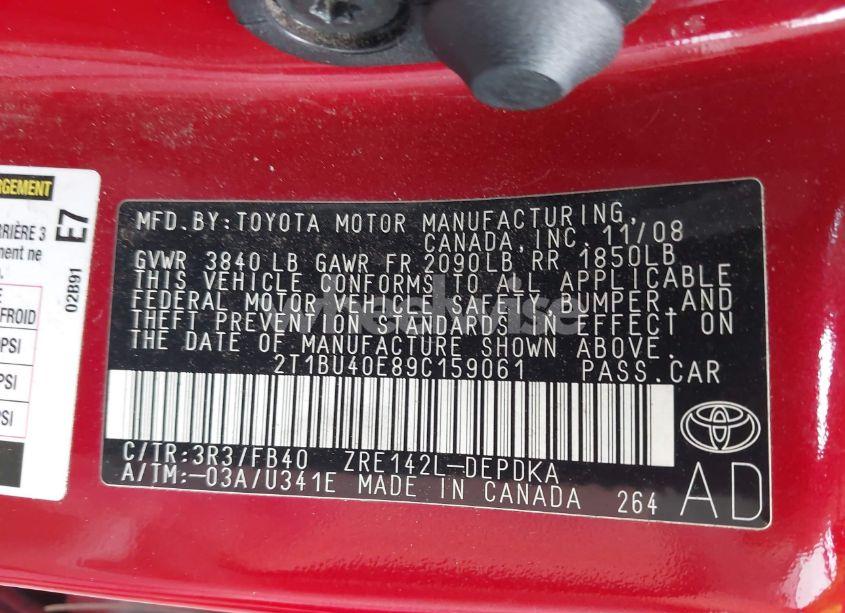 RGEMENT
RIÈRE 3
ment ne
E
FROID
PSI
PSI
PSI
E7
02B91
MFD. BY:TOYOTA MOTOR MANUFACTURING,
CANADA, INC. 11/08
GVWR 3840 LB GAWR FR 2090LB RR 1850LB
THIS VEHICLE CONFORMS TO ALL APPLICABLE
FEDERAL MOTOR VEHICLE SAFETY,BUMPER,AND
THEFT PREVENTION STANDARDS IN EFFECT ON
THE DATE OF MANUFACTURE SHOWN ABOVE.
2T1BU40E89C159061 PASS.CAR
C/TR:3R3/FB40 ZRE142L-DEPDKA
A/TM:-03A/U341E MADE IN CANADA 264
AD